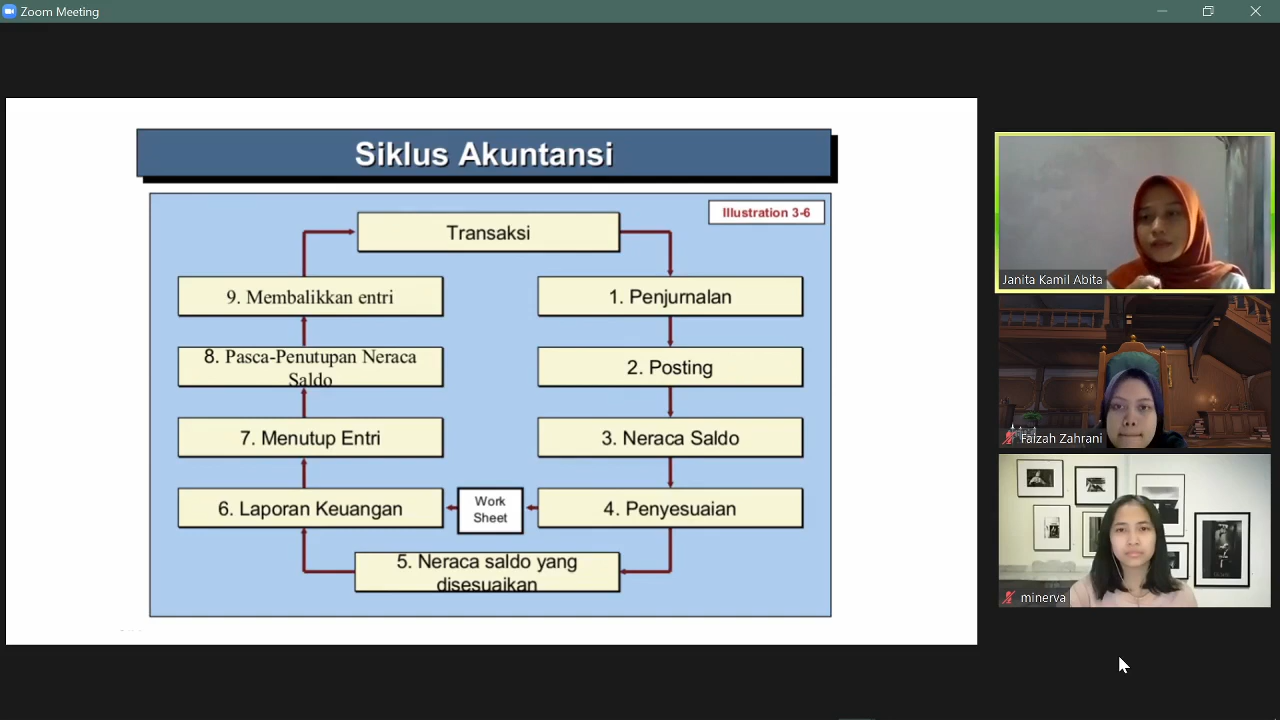 Zoom Meeting
Siklus Akuntansi
Illustration 3-6
Transaksi
9. Membalikkan entri
1. Penjurnalan
8. Pasca-Penutupan Neraca
Saldo
2. Posting
7. Menutup Entri
3. Neraca Saldo
6. Laporan Keuangan
Work
Sheet
4. Penyesuaian
5. Neraca saldo yang
disesuaikan
Janita Kamil Abita
Faizah Zahrani
minerva